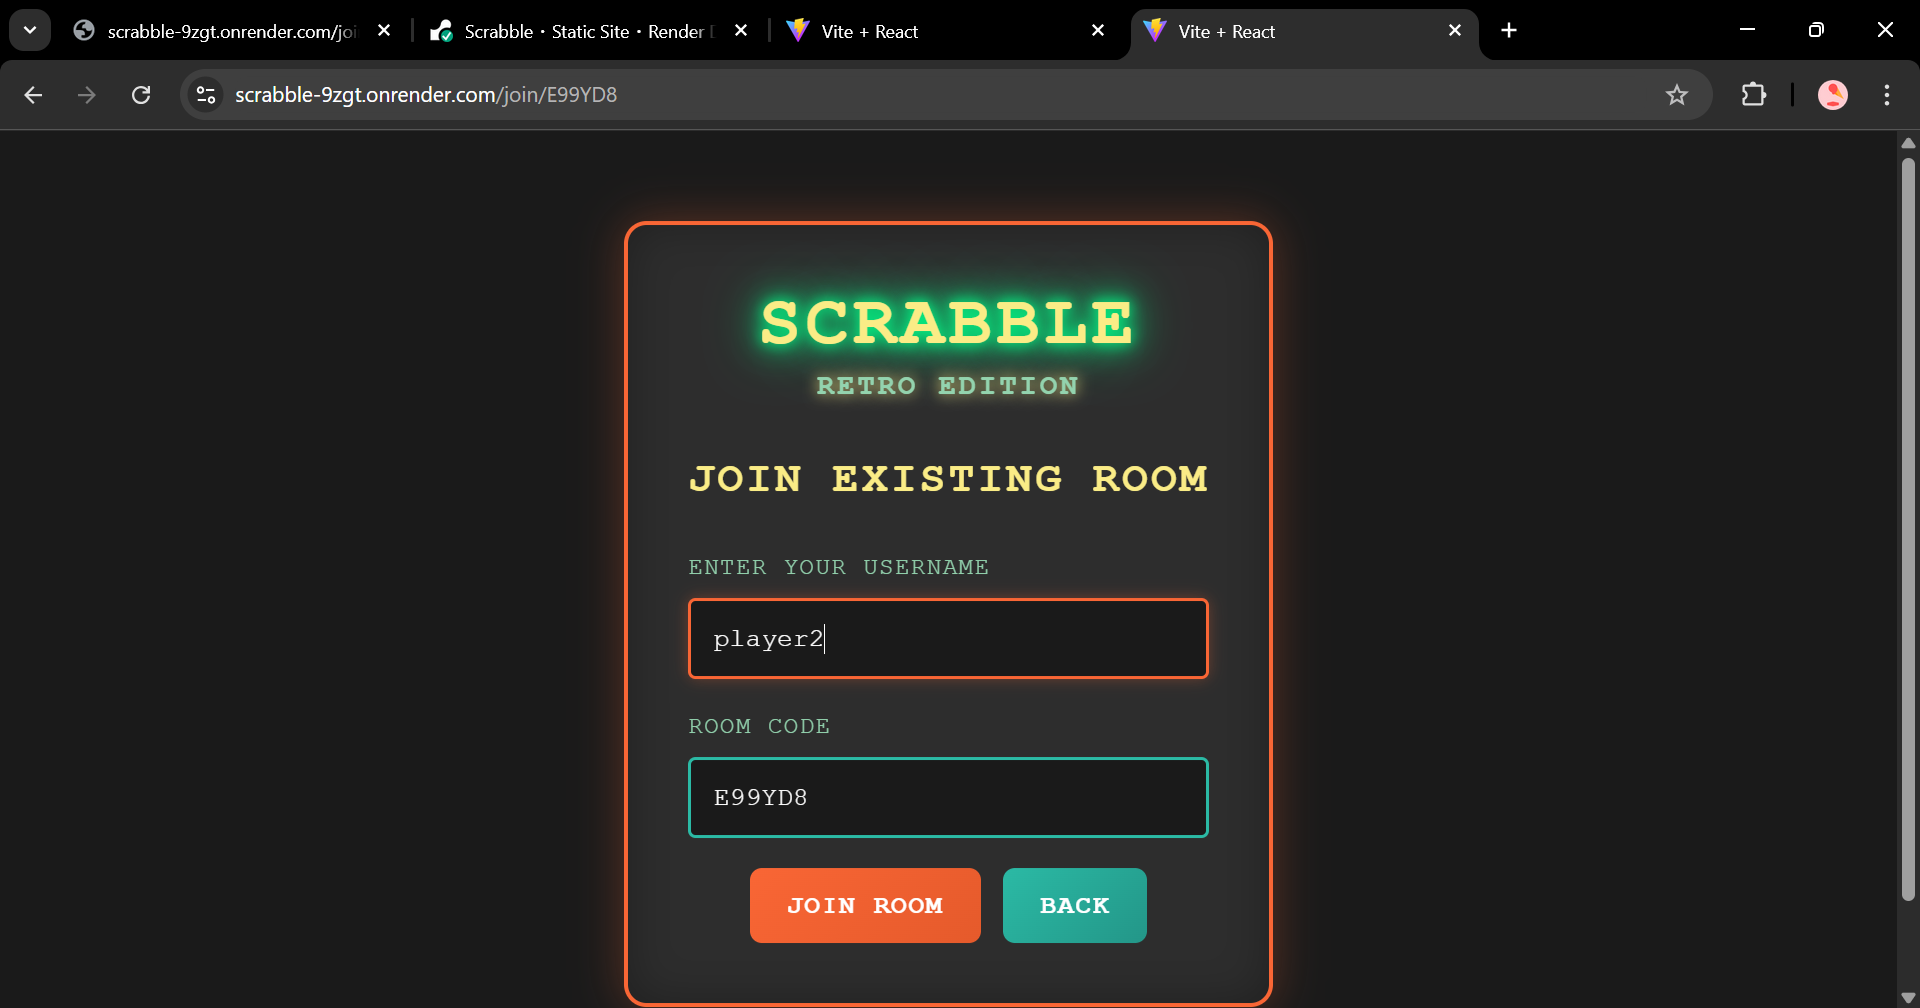 scrabble-9zgt.onrender.com/joi
Scrabble · Static Site · Render
Vite + React
Vite + React
scrabble-9zgt.onrender.com/join/E99YD8
SCRABBLE
RETRO EDITION
JOIN EXISTING ROOM
ENTER YOUR USERNAME
player2
ROOM CODE
E99YD8
JOIN ROOM
BACK